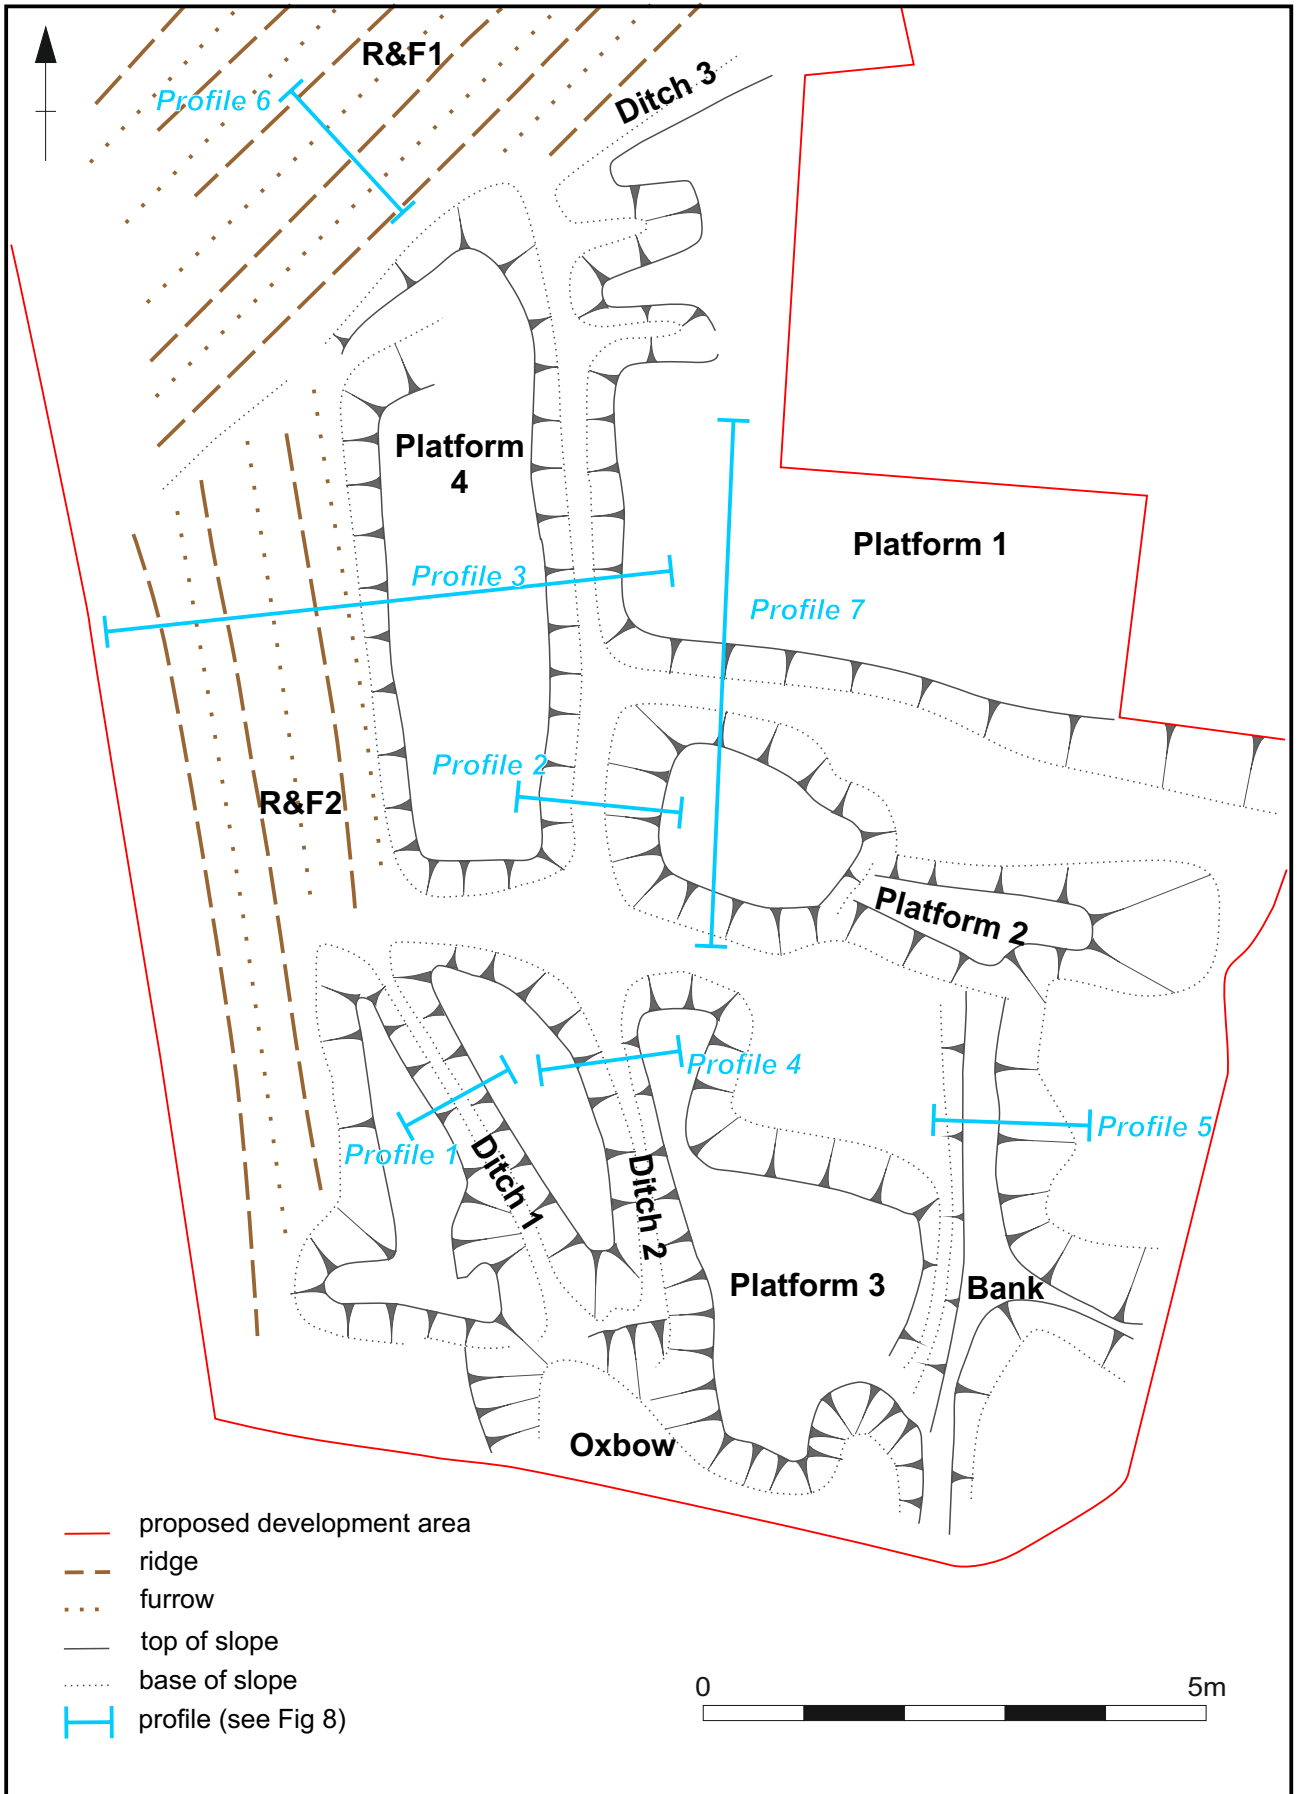 R&F1
Ditch 3
Profile 6
Platform
4
Platform 1
Profile 3
Profile 7
Profile 2
R&F2
Platform 2
Profile 4
Profile 5
Profile 1
Ditch 1
Ditch 2
Platform 3
Bank
Oxbow
proposed development area
ridge
furrow
top of slope
base of slope
profile (see Fig 8)
0 5m